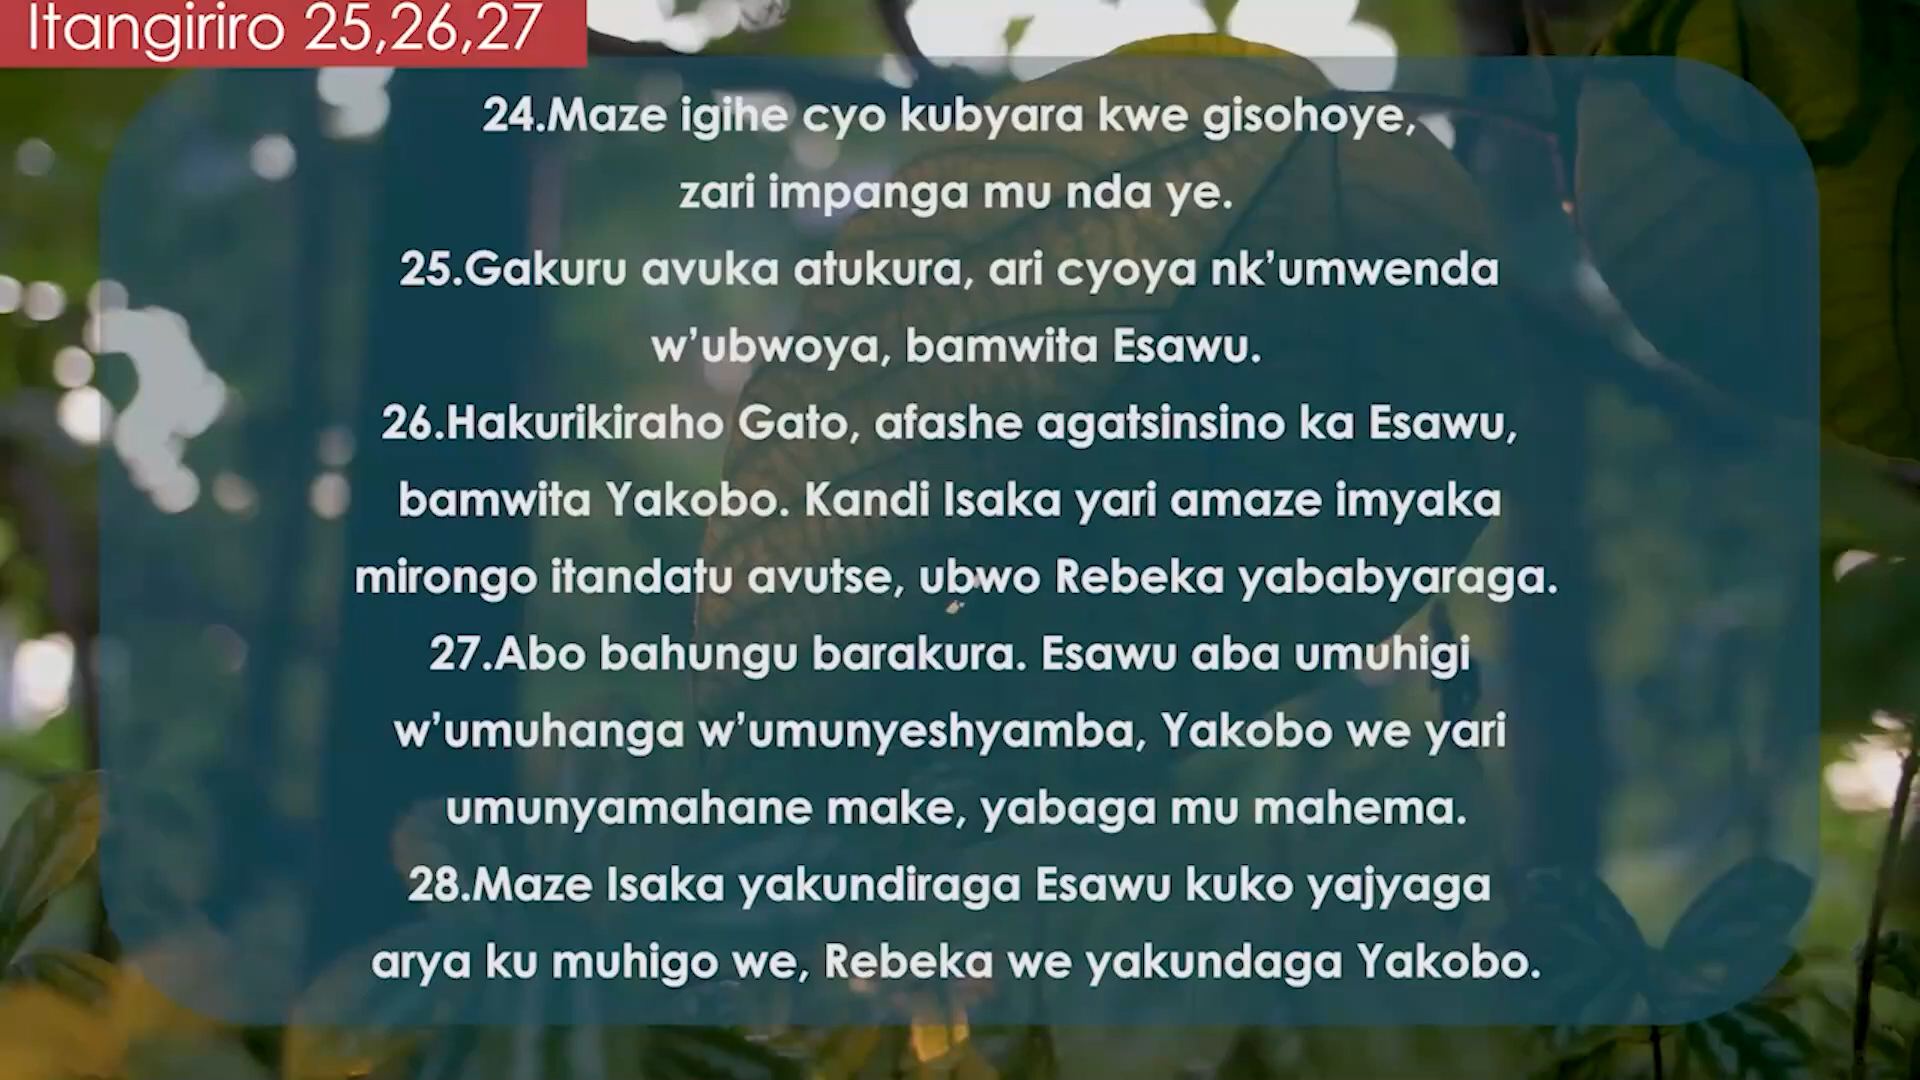 Itangiriro 25,26,27
24.Maze igihe cyo kubyara kwe gisohoye,
zari impanga mu nda ye.
25.Gakuru avuka atukura, ari cyoya nk’umwenda
w’ubwoya, bamwita Esawu.
26.Hakurikiraho Gato, afashe agatsinsino ka Esawu,
bamwita Yakobo. Kandi Isaka yari amaze imyaka
mirongo itandatu avutse, ubwo Rebeka yababyaraga.
27.Abo bahungu barakura. Esawu aba umuhigi
w’umuhanga w’umunyeshyamba, Yakobo we yari
umunyamahane make, yabaga mu mahema.
28.Maze Isaka yakundiraga Esawu kuko yajyaga
arya ku muhigo we, Rebeka we yakundaga Yakobo.